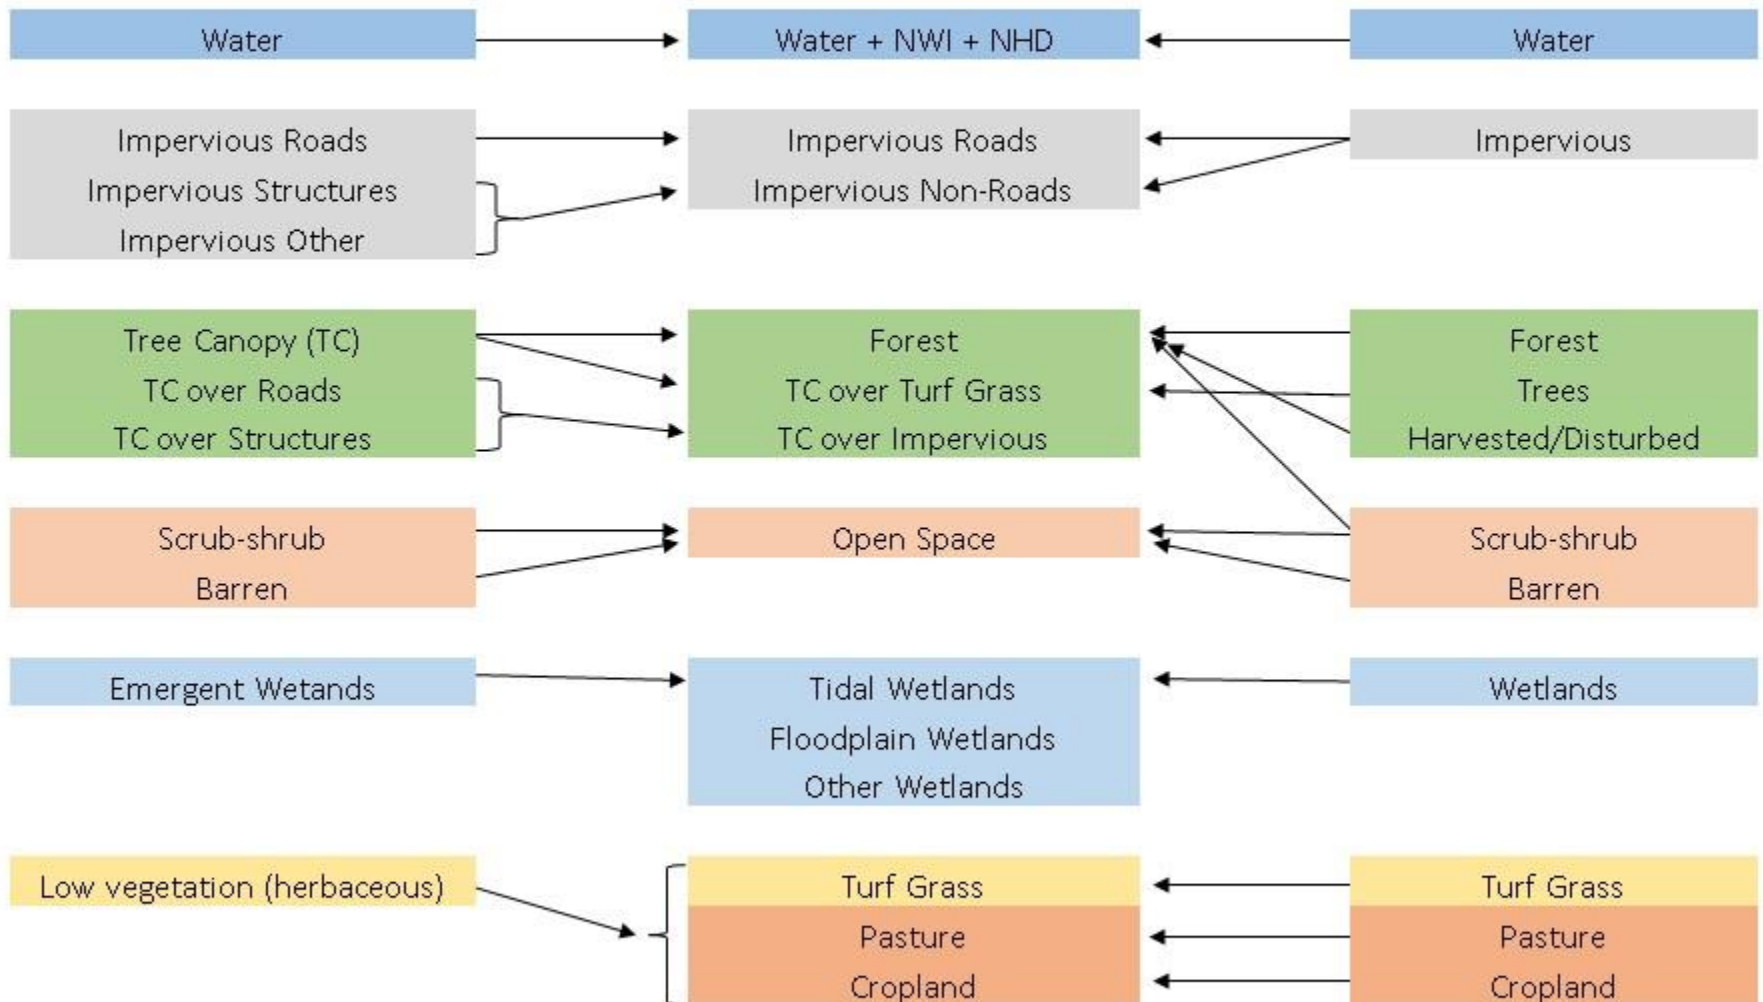 Water
Water + NWI + NHD
Water
Impervious Roads
Impervious Structures
Impervious Other
Impervious Roads
Impervious Non-Roads
Impervious
Tree Canopy (TC)
TC over Roads
TC over Structures
Forest
TC over Turf Grass
TC over Impervious
Forest
Trees
Harvested/Disturbed
Scrub-shrub
Barren
Open Space
Scrub-shrub
Barren
Emergent Wetands
Tidal Wetlands
Floodplain Wetlands
Other Wetlands
Wetlands
Low vegetation (herbaceous)
Turf Grass
Pasture
Cropland
Turf Grass
Pasture
Cropland